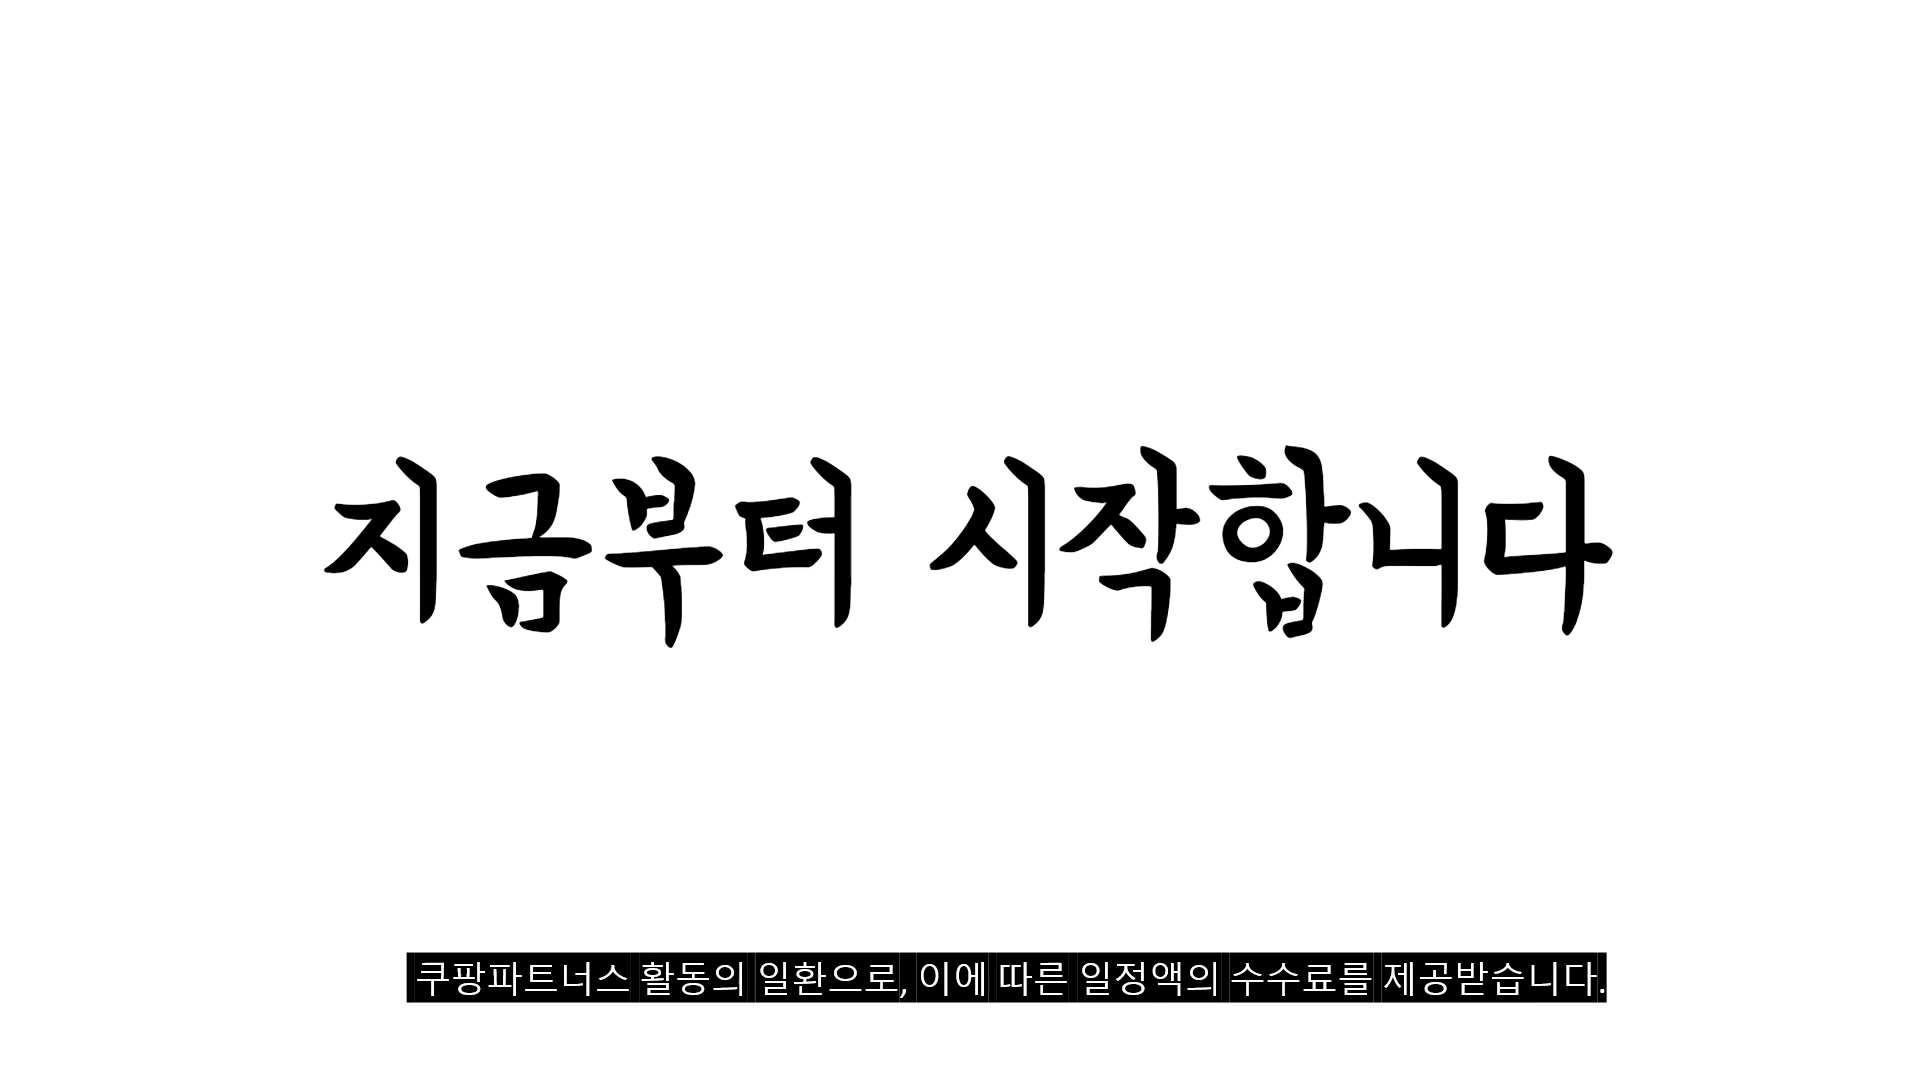 지금부터 시작합니다
쿠팡파트너스 활동의 일환으로, 이에 따른 일정액의 수수료를 제공받습니다.